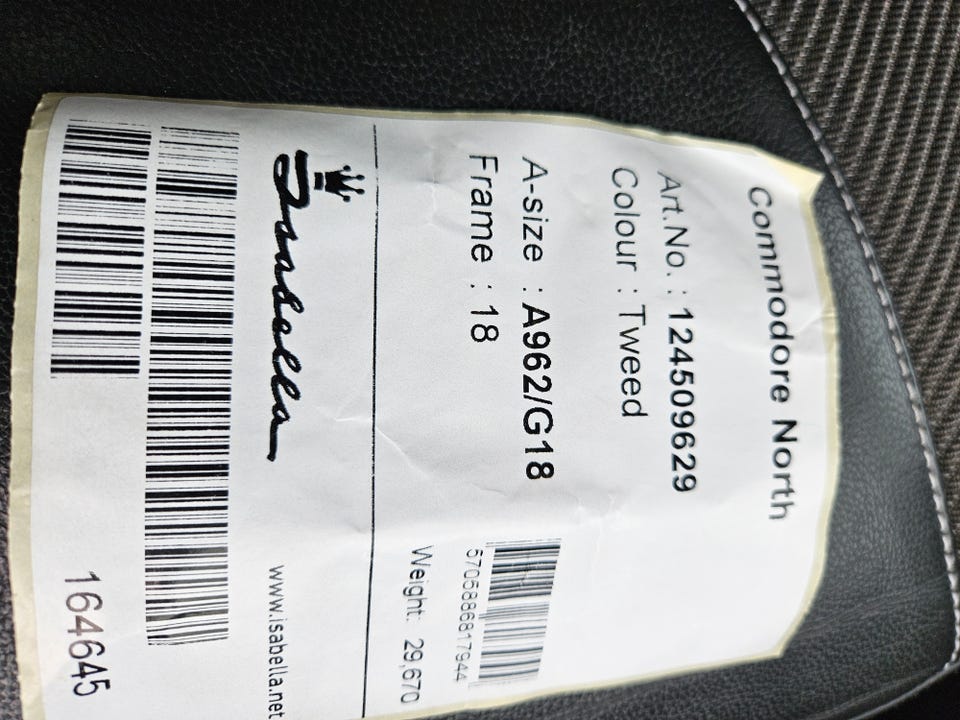 Commodore North
Art.No. : 124509629
Colour : Tweed
A-size : A962/G18
Frame : 18
5705886817944
Weight: 29,670
Isabella
www.isabella.net
164645